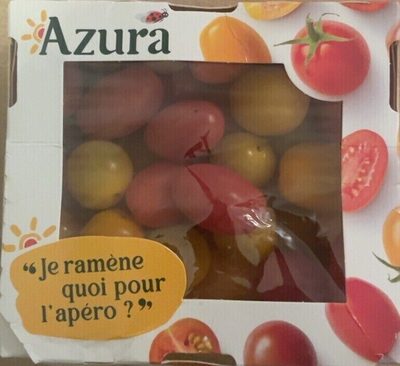 Azura
“Je ramène
quoi pour
l'apéro ?”